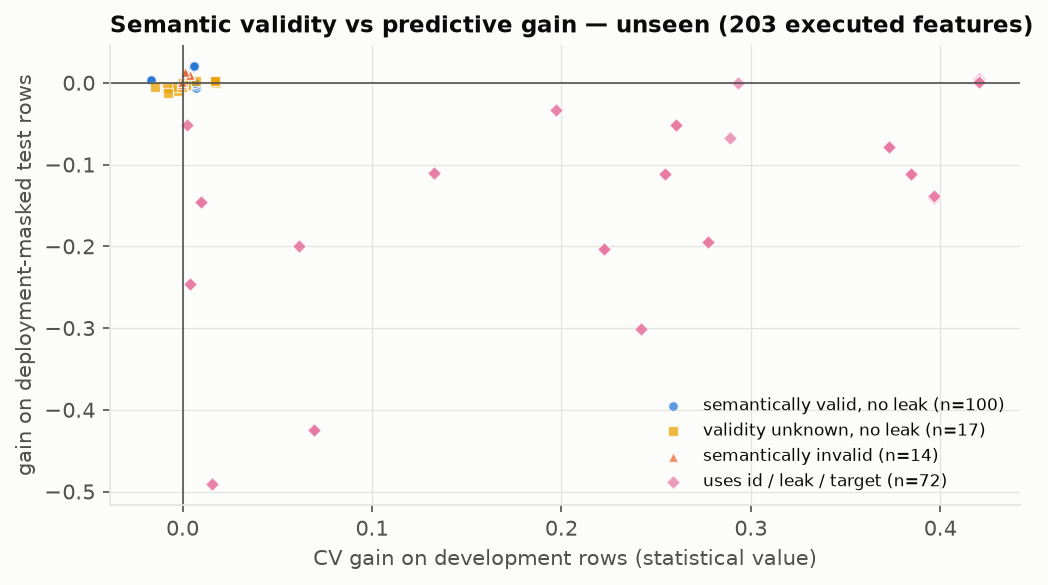 Semantic validity vs predictive gain — unseen (203 executed features)
gain on deployment-masked test rows
0.0
−0.1
−0.2
−0.3
−0.4
−0.5
semantically valid, no leak (n=100)
validity unknown, no leak (n=17)
semantically invalid (n=14)
uses id / leak / target (n=72)
0.0 0.1 0.2 0.3 0.4
CV gain on development rows (statistical value)